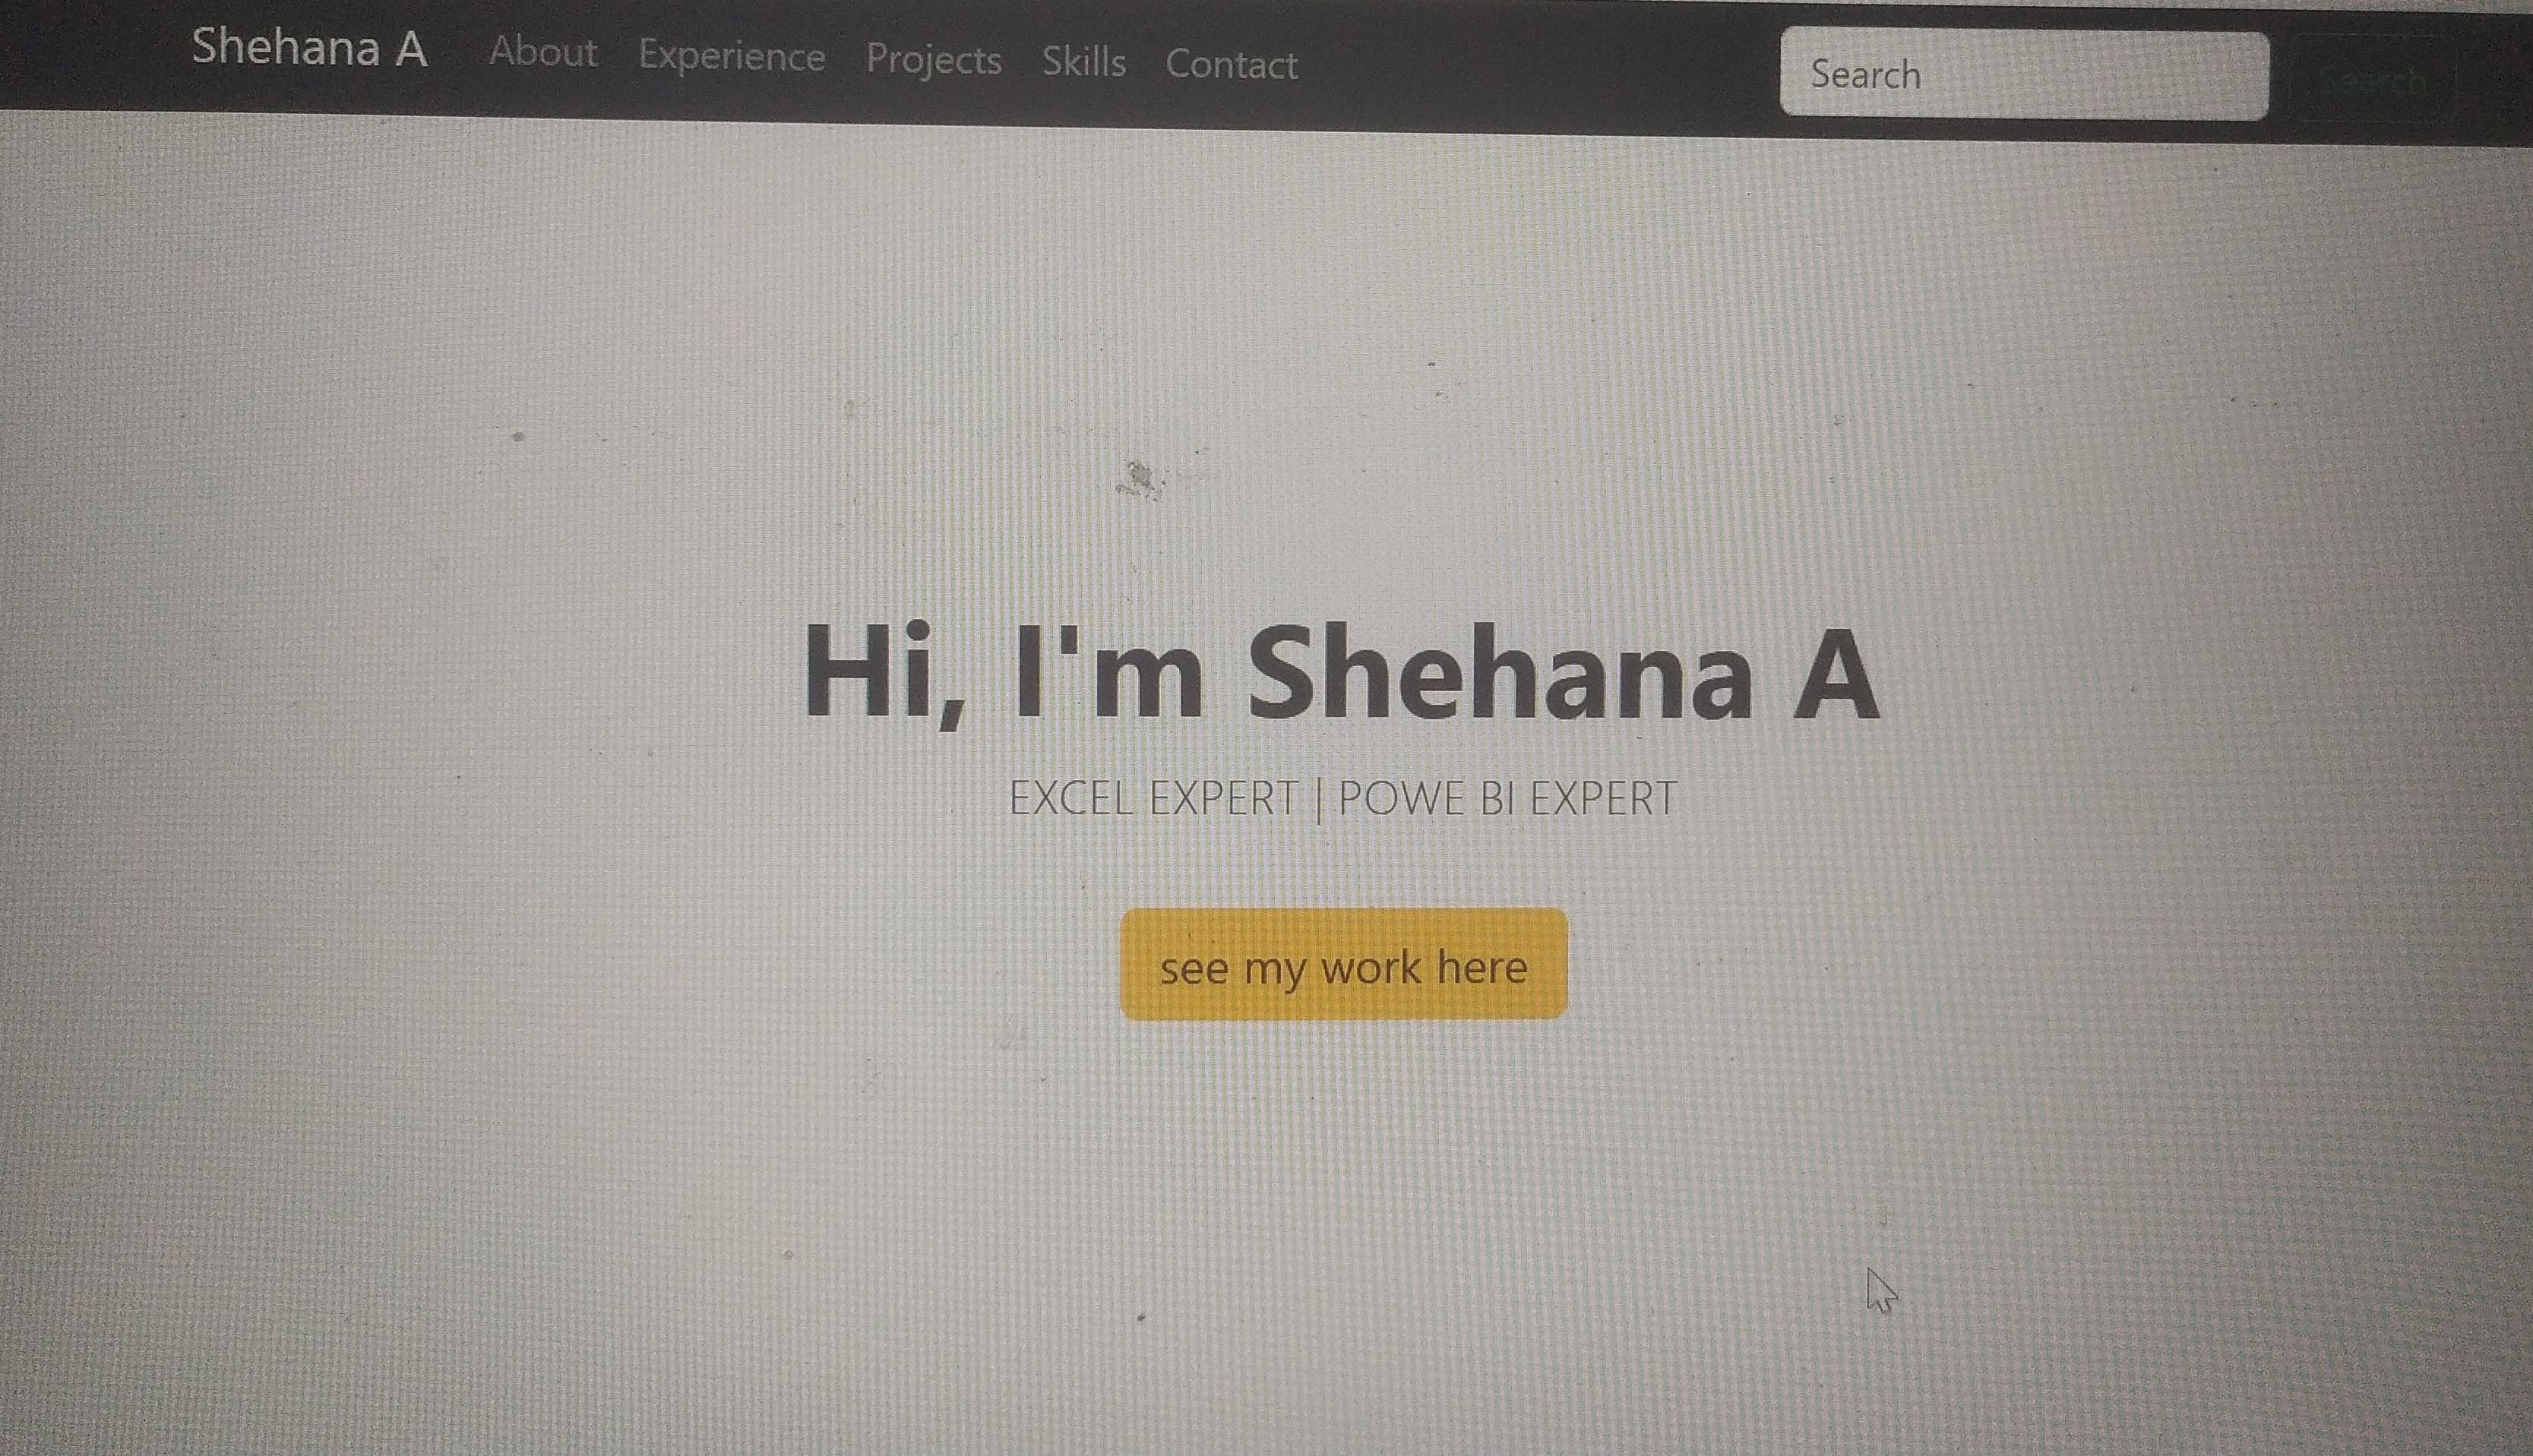 Shehana A About Experience Projects Skills Contact Search Search
Hi, I'm Shehana A
EXCEL EXPERT | POWE BI EXPERT
see my work here